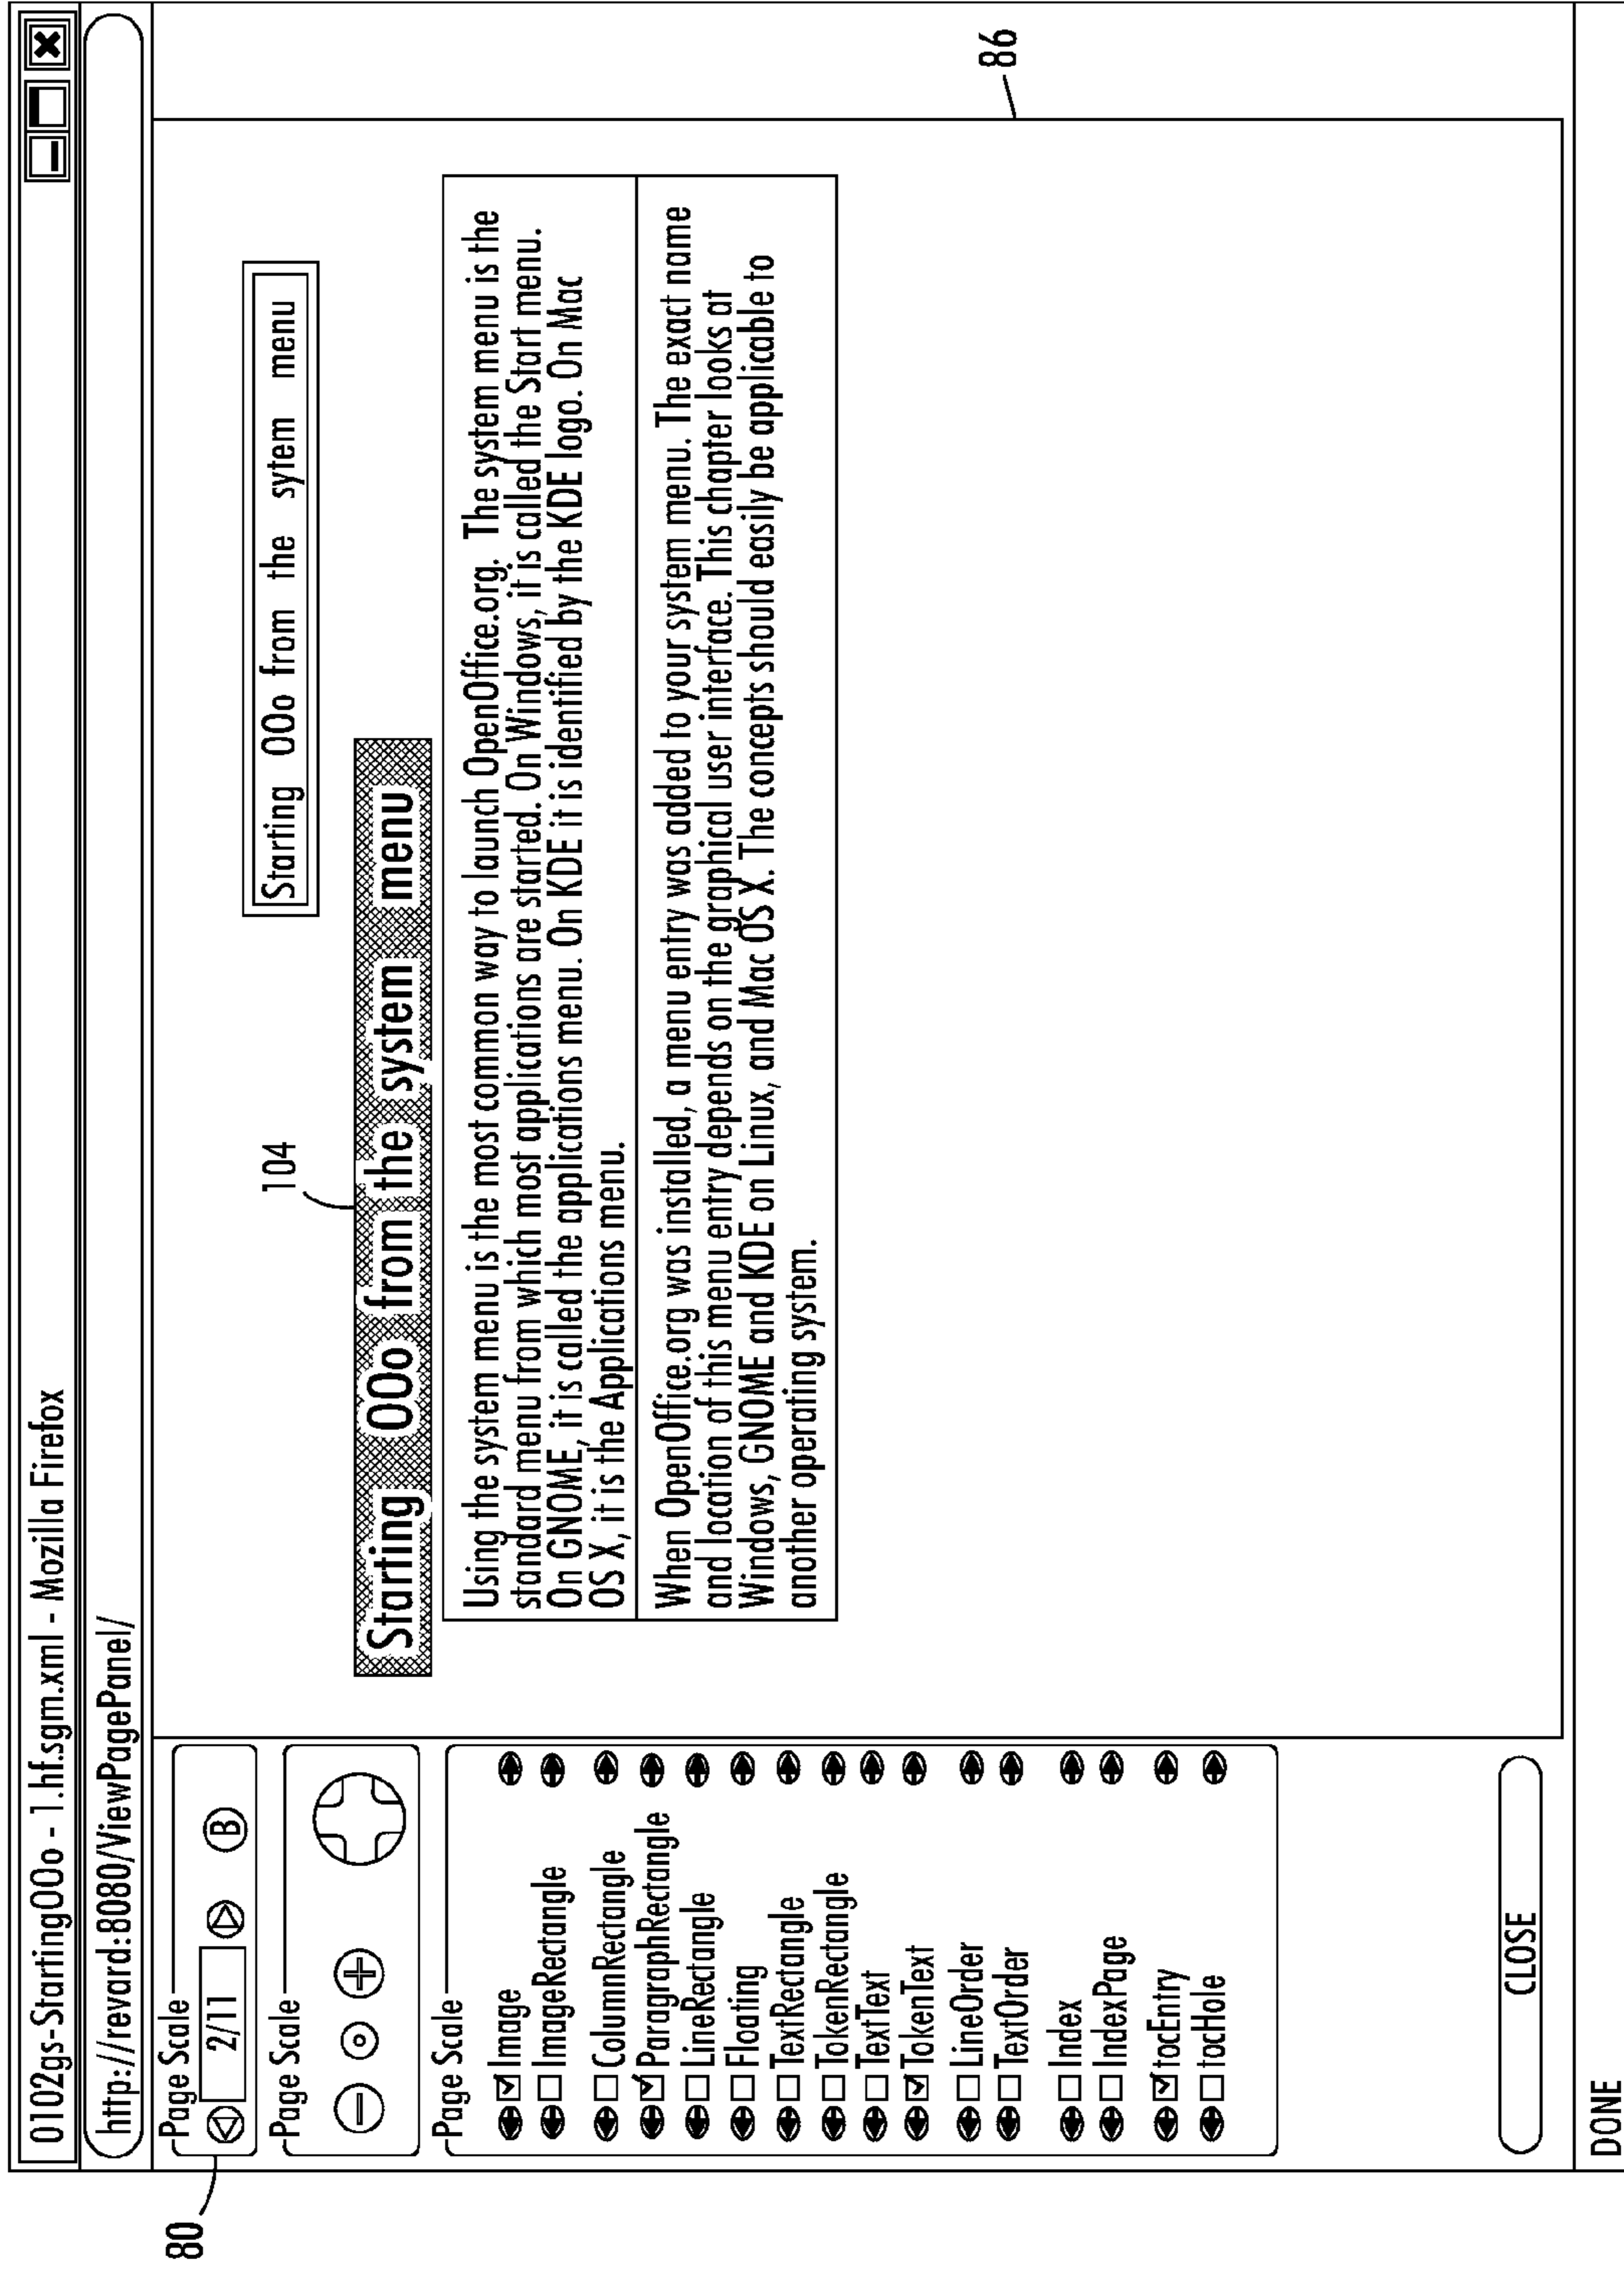 0102gs-StartingOOo - 1.hf.sgm.xml - Mozilla Firefox
http://revard:8080/ViewPagePanel/
80
Page Scale
2/11 B
Page Scale
Page Scale
Image
ImageRectangle
ColumnRectangle
ParagraphRectangle
LineRectangle
Floating
TextRectangle
TokenRectangle
TextText
TokenText
LineOrder
TextOrder
Index
IndexPage
tocEntry
tocHole
CLOSE
DONE
104
Starting OOo from the sytem menu
Starting OOo from the system menu
Using the system menu is the most common way to launch OpenOffice.org. The system menu is the
standard menu from which most applications are started. On Windows, it is called the Start menu.
On GNOME, it is called the applications menu. On KDE it is identified by the KDE logo. On Mac
OS X, it is the Applications menu.
When OpenOffice.org was installed, a menu entry was added to your system menu. The exact name
and location of this menu entry depends on the graphical user interface. This chapter looks at
Windows, GNOME and KDE on Linux, and Mac OS X. The concepts should easily be applicable to
another operating system.
86